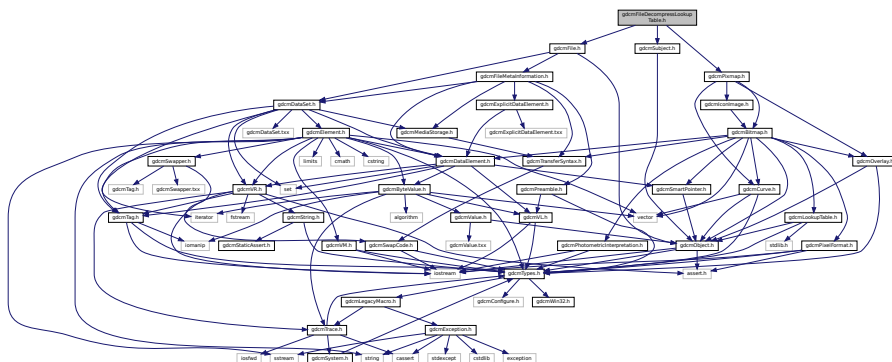 gdcmFileDecompressLookup
Table.h
gdcmFile.h
gdcmSubject.h
gdcmFileMetaInformation.h
gdcmPixmap.h
gdcmDataSet.h
gdcmExplicitDataElement.h
gdcmIconImage.h
gdcmDataSet.txx
gdcmElement.h
gdcmMediaStorage.h
gdcmExplicitDataElement.txx
gdcmBitmap.h
gdcmSwapper.h
limits
cmath
cstring
gdcmDataElement.h
gdcmTransferSyntax.h
gdcmOverlay.h
gdcmTag.h
gdcmSwapper.txx
gdcmVR.h
set
gdcmByteValue.h
gdcmPreamble.h
gdcmSmartPointer.h
gdcmCurve.h
gdcmTag.h
iterator
fstream
gdcmString.h
algorithm
gdcmValue.h
gdcmVL.h
vector
gdcmLookupTable.h
iomanip
gdcmStaticAssert.h
gdcmVM.h
gdcmSwapCode.h
gdcmValue.txx
gdcmPhotometricInterpretation.h
gdcmObject.h
stdlib.h
gdcmPixelFormat.h
iostream
gdcmTypes.h
assert.h
gdcmLegacyMacro.h
gdcmConfigure.h
gdcmWin32.h
gdcmTrace.h
gdcmException.h
iosfwd
sstream
gdcmSystem.h
string
cassert
stdexcept
cstdlib
exception